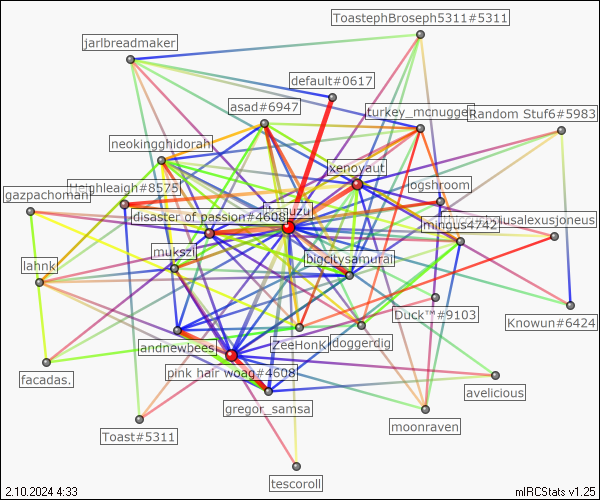 ToastephBroseph5311#5311
jarlbreadmaker
default#0617
asad#6947
turkey_mcnugget
Random Stuf6#5983
neokingghidorah
xenoyaut
gazpachoman
Heighleaigh#8575
ogshroom
disaster of passion#4608
uzu
mingus4742
iusalexusjoneus
mukszi
bigcitysamurai
lahnk
Duck™#9103
Knowun#6424
andnewbees
ZeeHonk
doggerdig
facadas.
pink hair woag#4608
avelicious
gregor_samsa
moonraven
Toast#5311
tescoroll
2.10.2024 4:33
mIRCStats v1.25